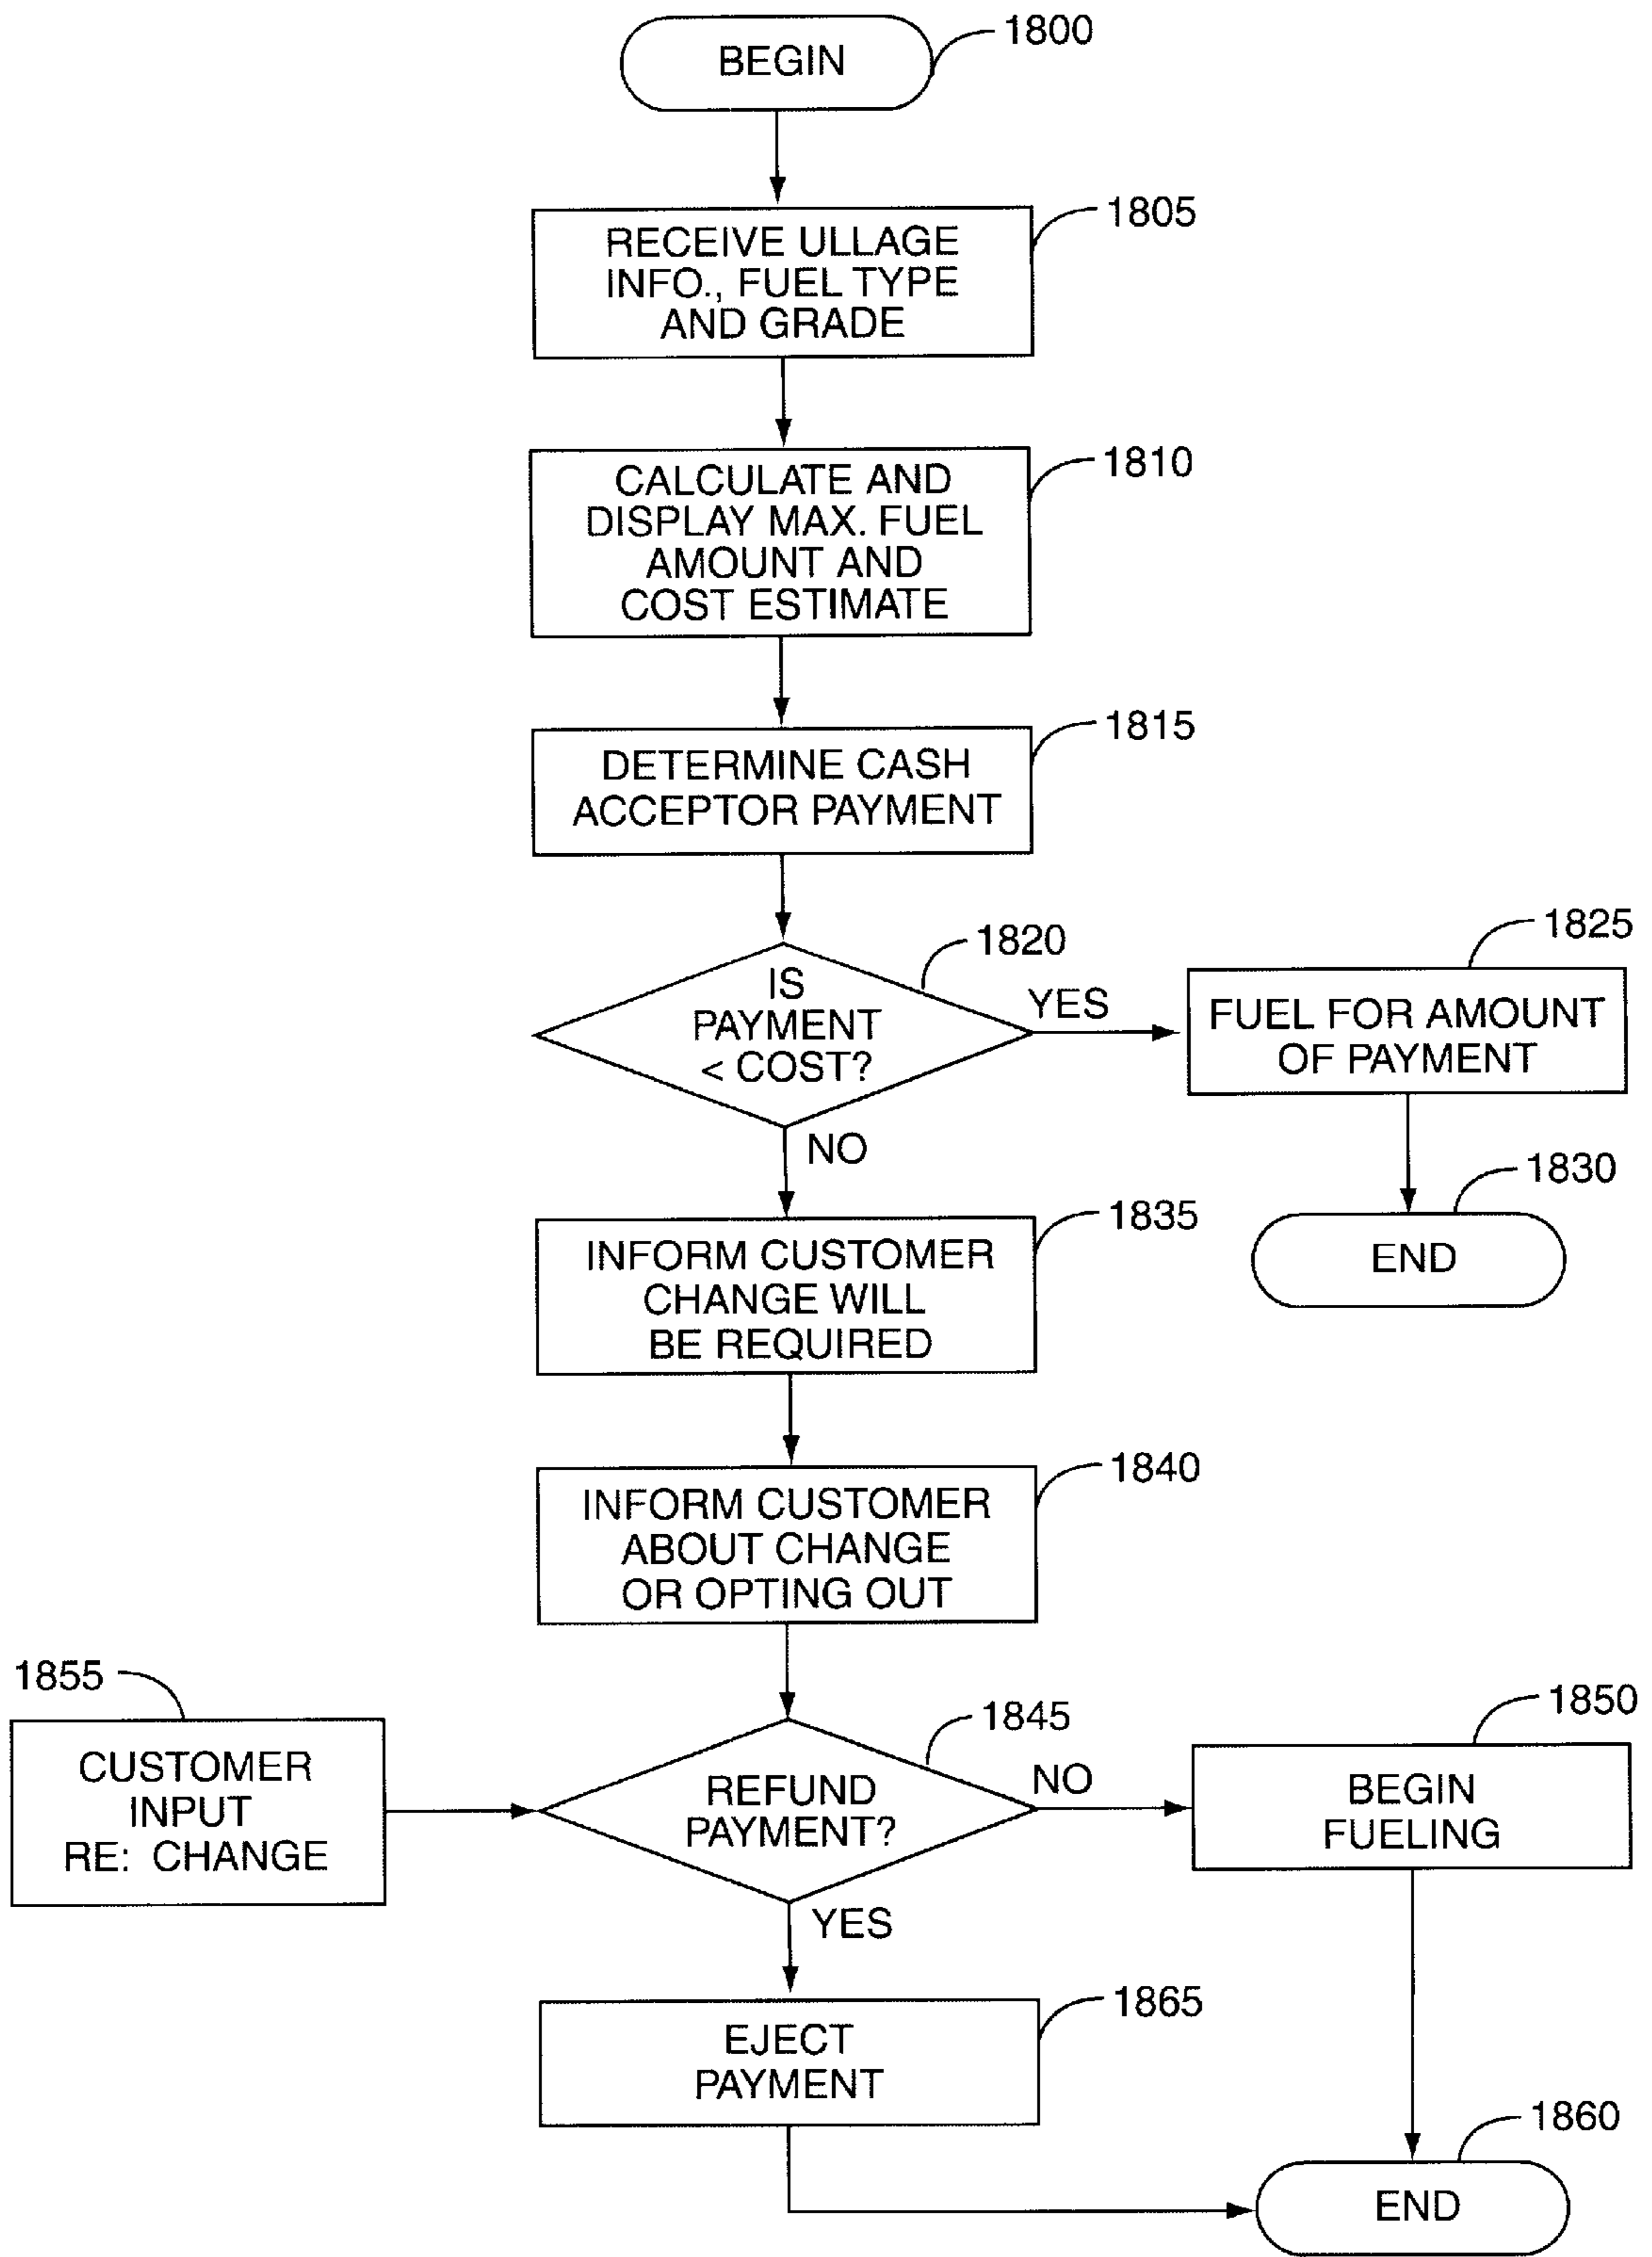 BEGIN
1800
1805
RECEIVE ULLAGE
INFO., FUEL TYPE
AND GRADE
1810
CALCULATE AND
DISPLAY MAX. FUEL
AMOUNT AND
COST ESTIMATE
1815
DETERMINE CASH
ACCEPTOR PAYMENT
1820
IS
PAYMENT
< COST?
YES
1825
FUEL FOR AMOUNT
OF PAYMENT
NO
1830
END
1835
INFORM CUSTOMER
CHANGE WILL
BE REQUIRED
1840
INFORM CUSTOMER
ABOUT CHANGE
OR OPTING OUT
1855
CUSTOMER
INPUT
RE: CHANGE
1845
REFUND
PAYMENT?
NO
1850
BEGIN
FUELING
YES
1865
EJECT
PAYMENT
1860
END